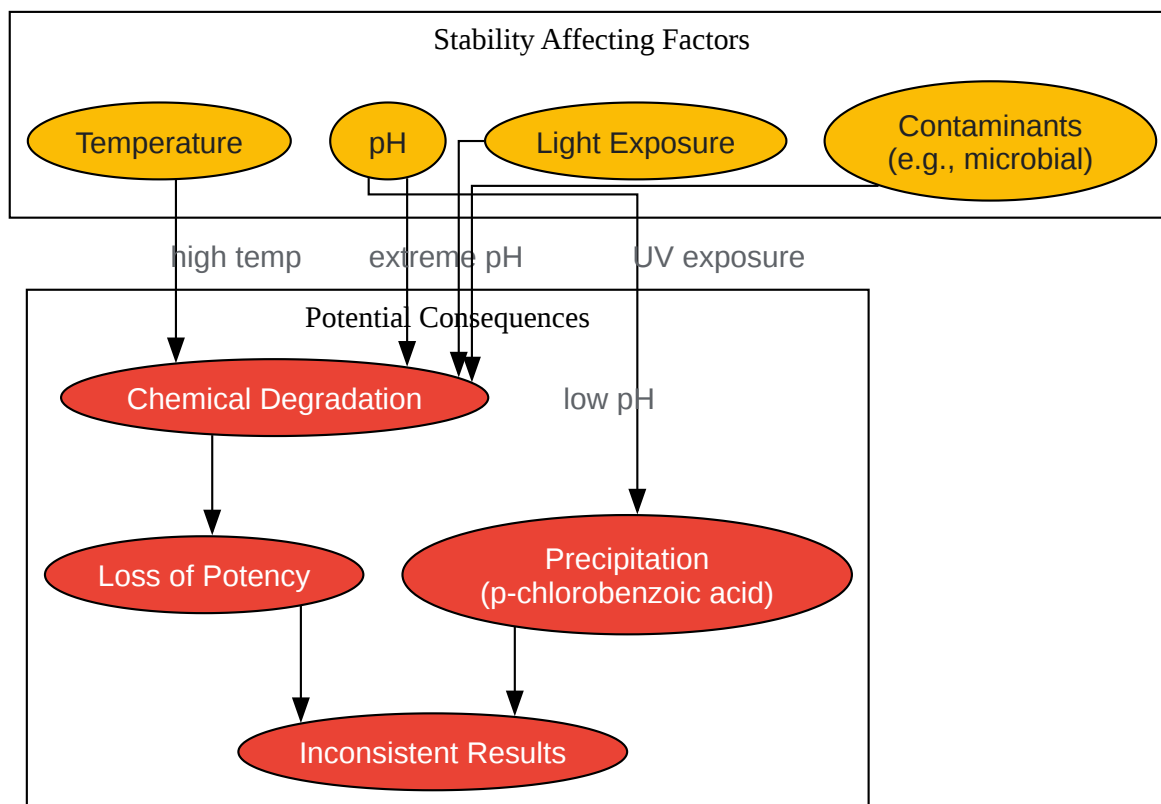 Stability Affecting Factors
Temperature
pH
Light Exposure
Contaminants
(e.g., microbial)
high temp
extreme pH
UV exposure
Potential Consequences
Chemical Degradation
low pH
Loss of Potency
Precipitation
(p-chlorobenzoic acid)
Inconsistent Results